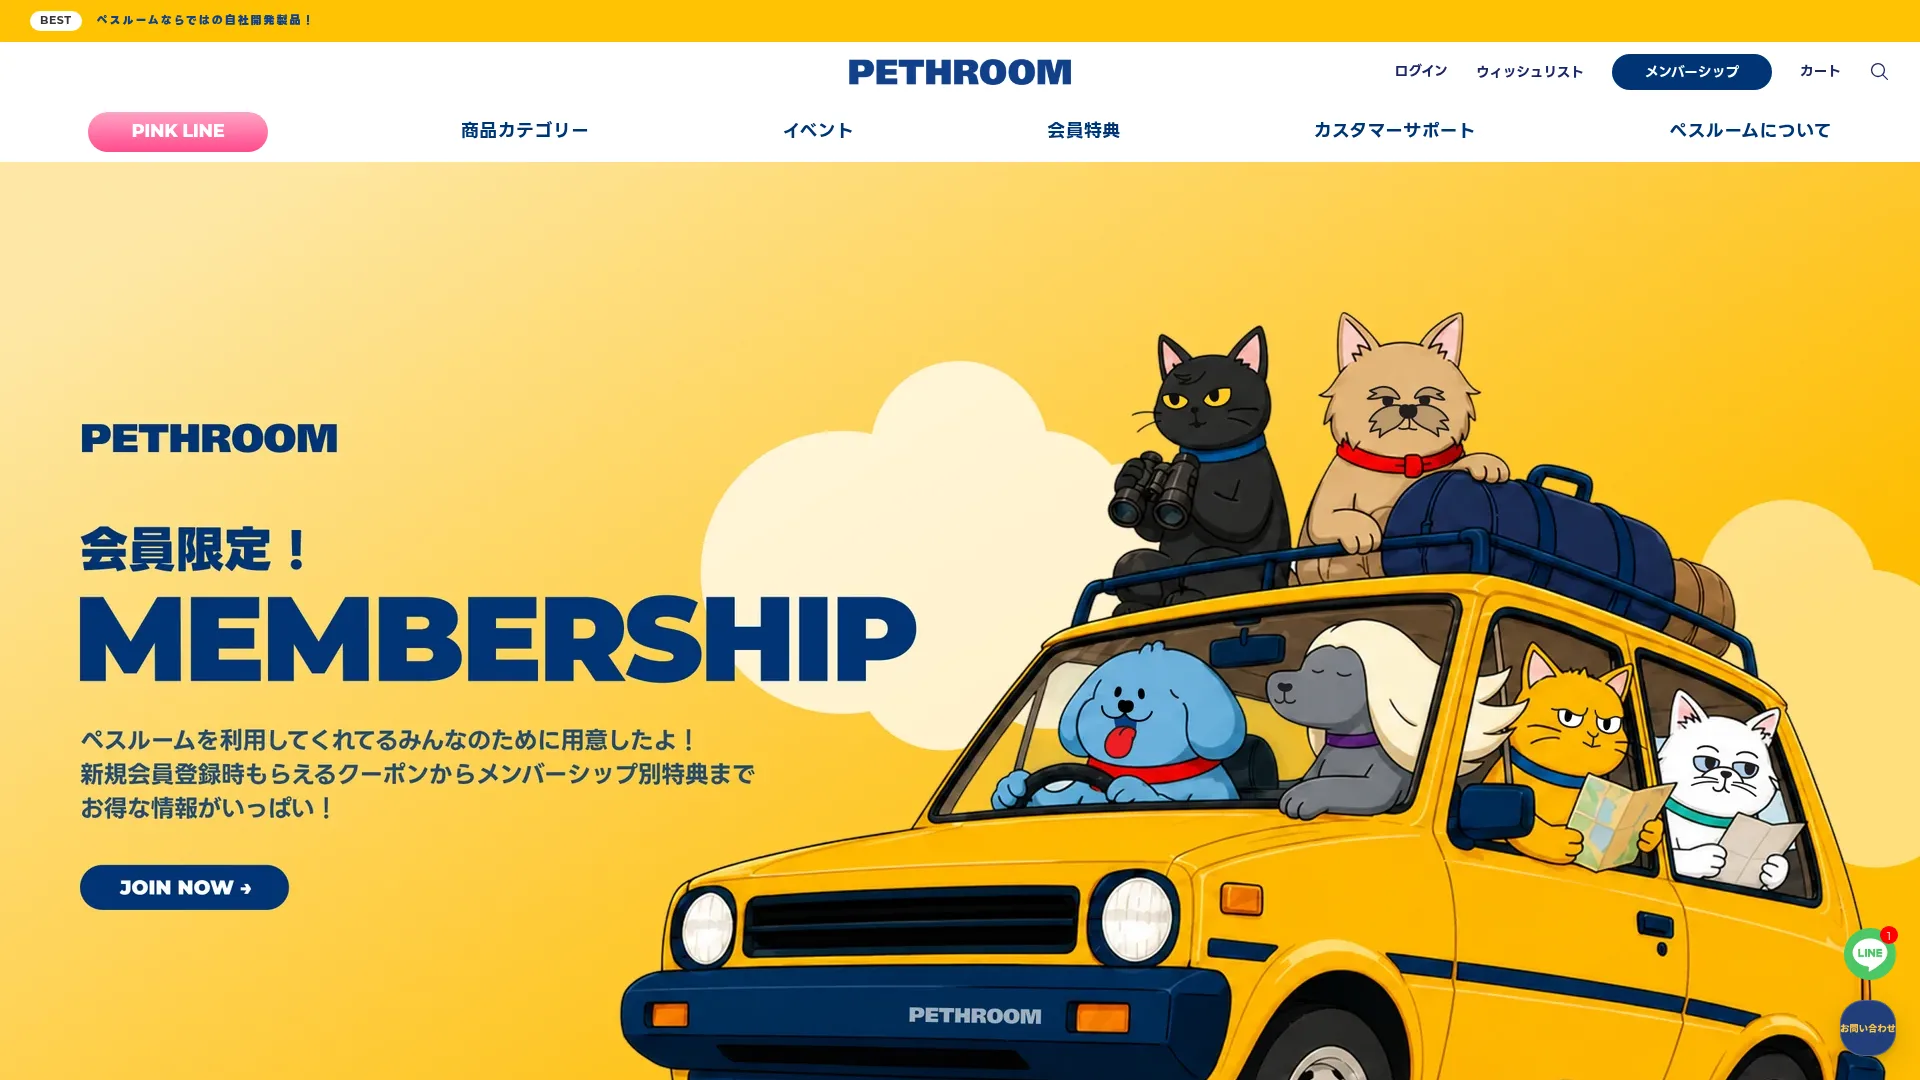 BEST ペスルームならではの自社開発製品！
PETHROOM
ログイン ウィッシュリスト メンバーシップ カート
PINK LINE 商品カテゴリー イベント 会員特典 カスタマーサポート ペスルームについて
PETHROOM
会員限定！
MEMBERSHIP
ペスルームを利用してくれてるみんなのために用意したよ！
新規会員登録時もらえるクーポンからメンバーシップ別特典まで
お得な情報がいっぱい！
JOIN NOW →
PETHROOM
1
LINE
お問い合わせ